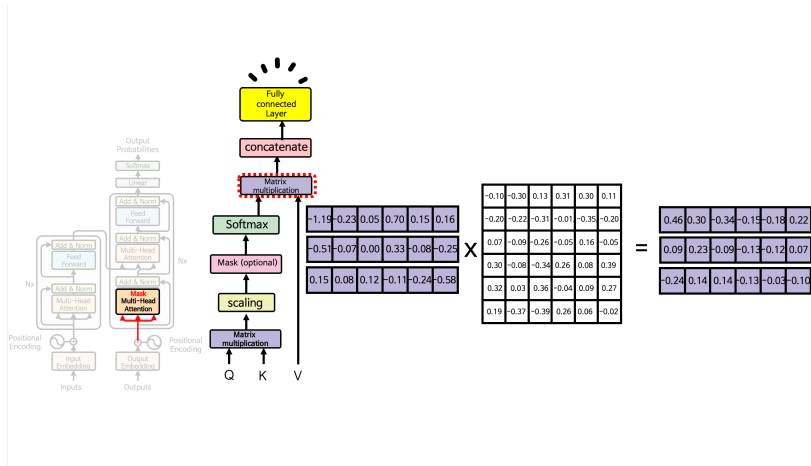 Output
Probabilities
Softmax
Linear
Add & Norm
Feed
Forward
Add & Norm
Multi-Head
Attention
Nx
Add & Norm
Mask
Multi-Head
Attention
Add & Norm
Feed
Forward
Nx
Add & Norm
Multi-Head
Attention
Positional
Encoding
Positional
Encoding
Input
Embedding
Output
Embedding
Inputs
Outputs
Fully
connected
Layer
concatenate
Matrix
multiplication
Softmax
Mask (optional)
scaling
Matrix
multiplication
Q K V
-1.19 -0.23 0.05 0.70 0.15 0.16
-0.51 -0.07 0.00 0.33 -0.08 -0.25
0.15 0.08 0.12 -0.11 -0.24 -0.58
X
-0.10 -0.30 0.13 0.31 0.30 0.11
-0.20 -0.22 -0.31 -0.01 -0.35 -0.20
0.07 -0.09 -0.26 -0.05 0.16 -0.05
0.30 -0.08 -0.34 0.26 0.08 0.39
0.32 0.03 0.36 -0.04 0.09 0.27
0.19 -0.37 -0.39 0.26 0.06 -0.02
=
0.46 0.30 -0.34 -0.15 -0.18 0.22
0.09 0.23 -0.09 -0.13 -0.12 0.07
-0.24 0.14 0.14 -0.13 -0.03 -0.10